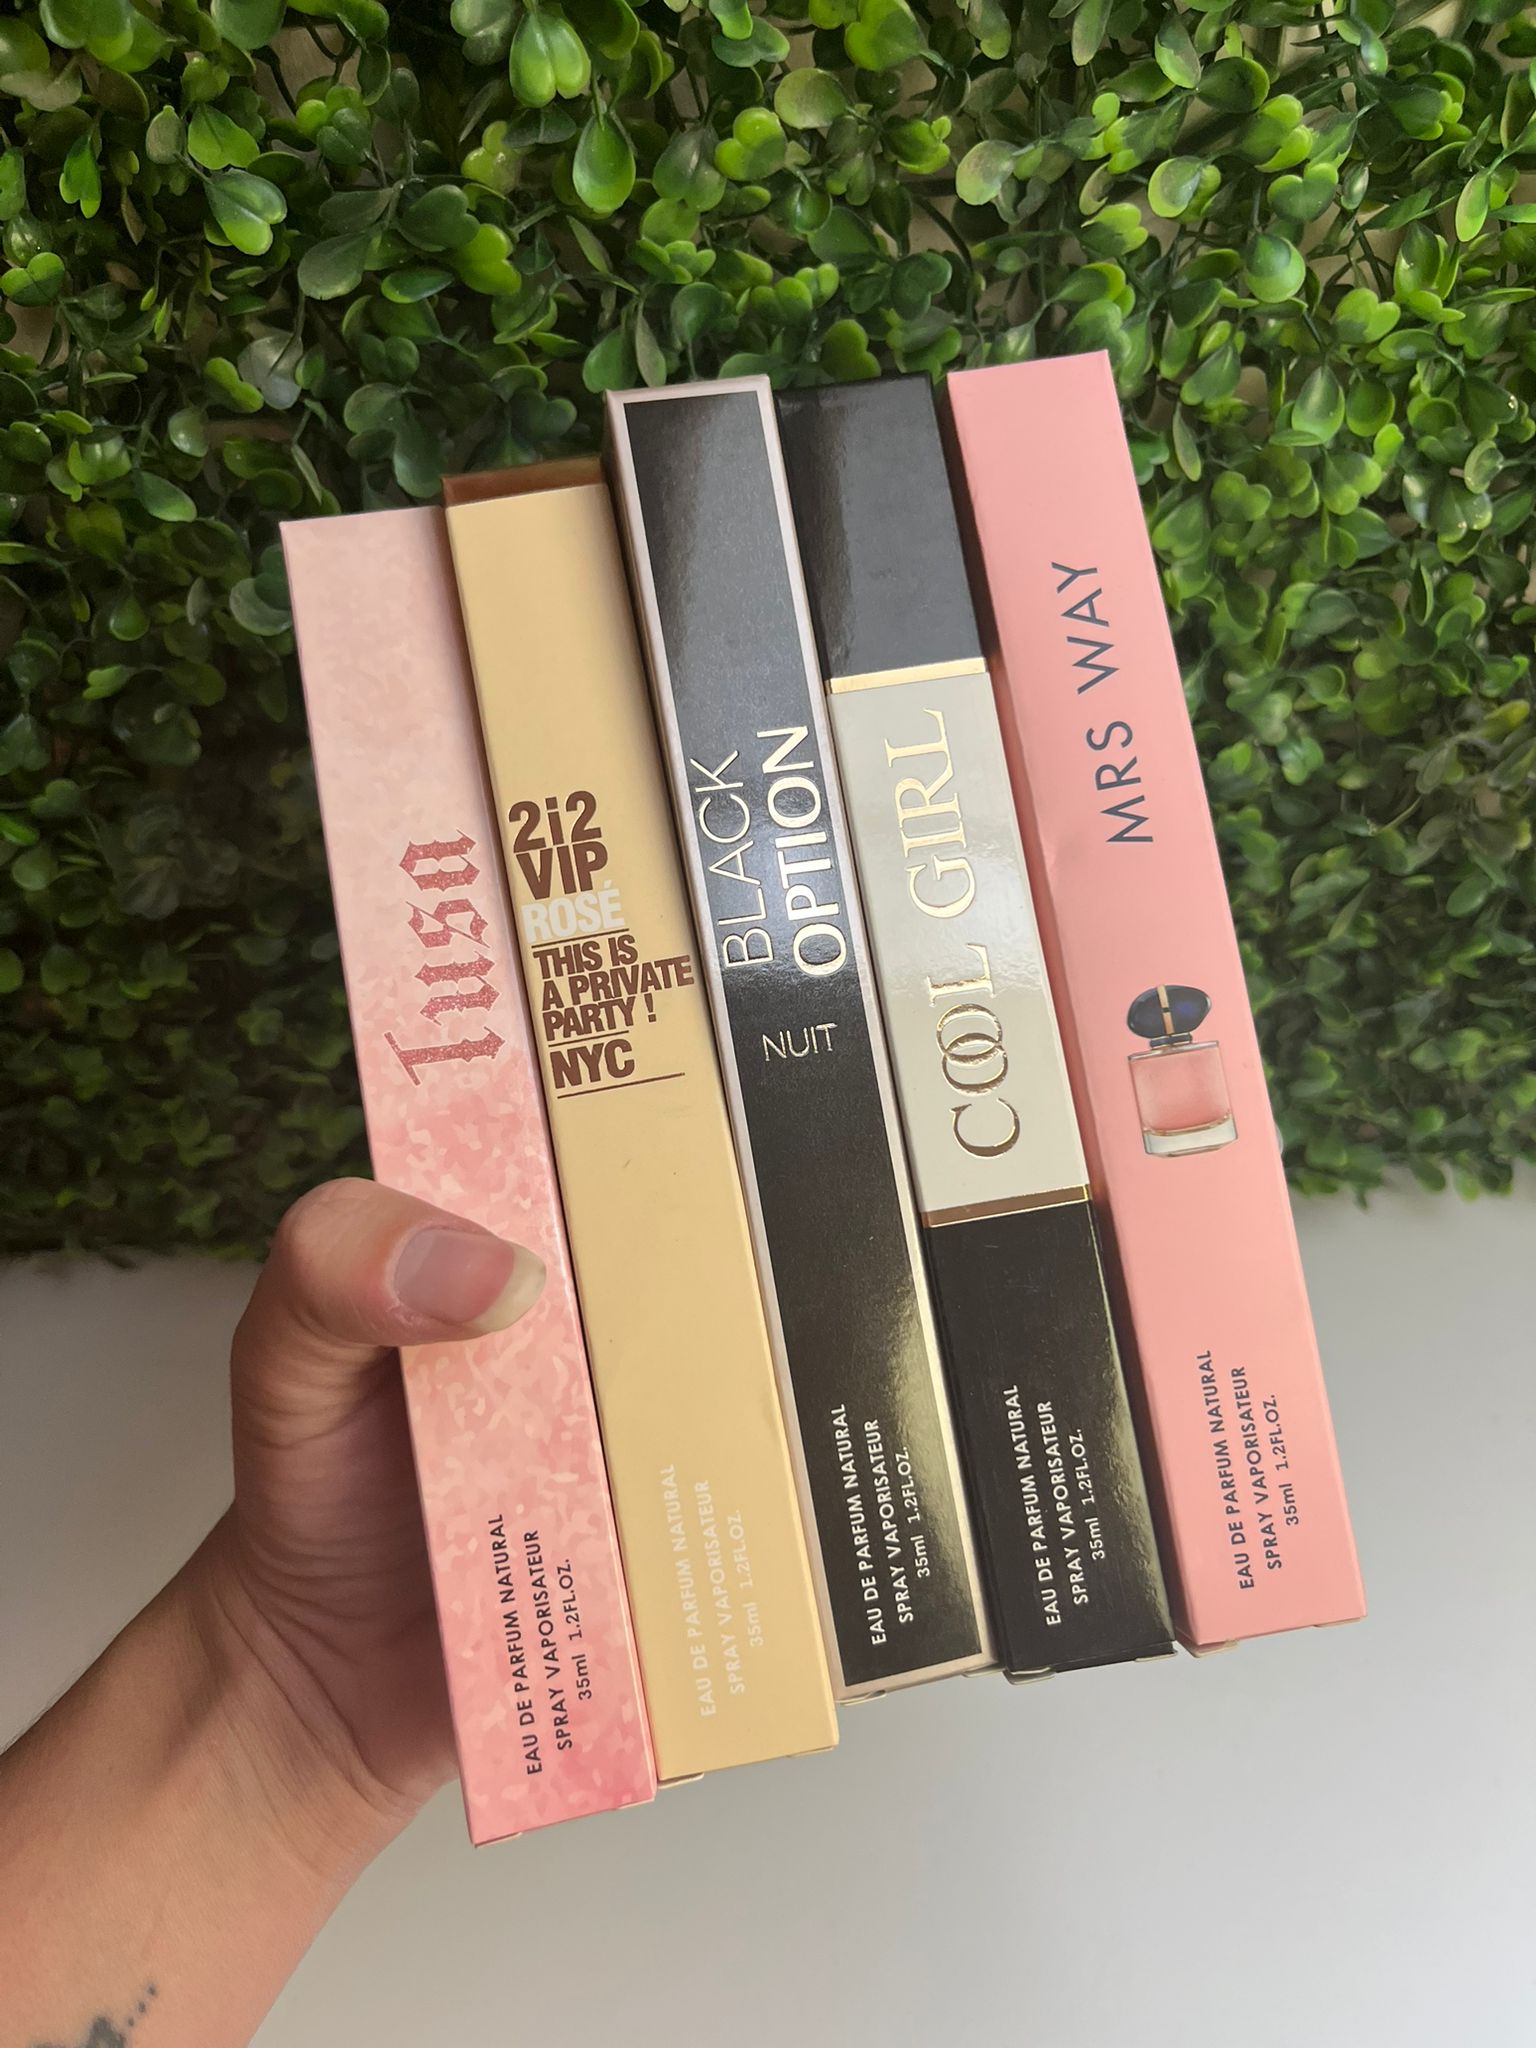 Tusa
EAU DE PARFUM NATURAL
SPRAY VAPORISATEUR
35ml 1.2FL.OZ.
2i2
VIP
ROSÉ
THIS IS
A PRIVATE
PARTY !
NYC
EAU DE PARFUM NATURAL
SPRAY VAPORISATEUR
35ml 1.2FL.OZ.
BLACK
OPTION
NUIT
EAU DE PARFUM NATURAL
SPRAY VAPORISATEUR
35ml 1.2FL.OZ.
COOL GIRL
EAU DE PARFUM NATURAL
SPRAY VAPORISATEUR
35ml 1.2FL.OZ.
MRS WAY
EAU DE PARFUM NATURAL
SPRAY VAPORISATEUR
35ml 1.2FL.OZ.